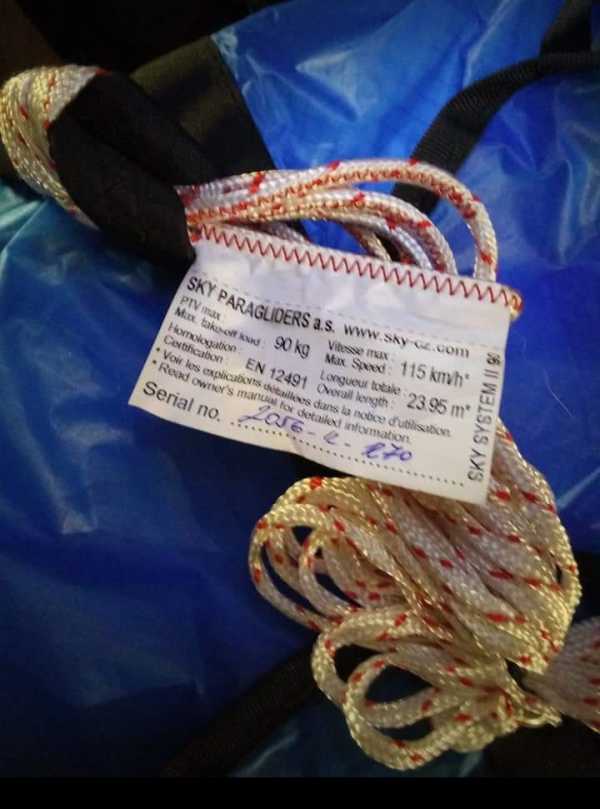 SKY PARAGLIDERS a.s. www.sky-cz.com
PTV max :
Max. take-off load : 90 kg
Vitesse max :
Max. Speed : 115 km/h*
Homologation :
Certification : EN 12491
Longueur totale :
Overall length : 23.95 m*
* Voir les explications détaillées dans la notice d'utilisation.
* Read owner's manual for detailed information.
Serial no. 2056-2-270
SKY SYSTEM II